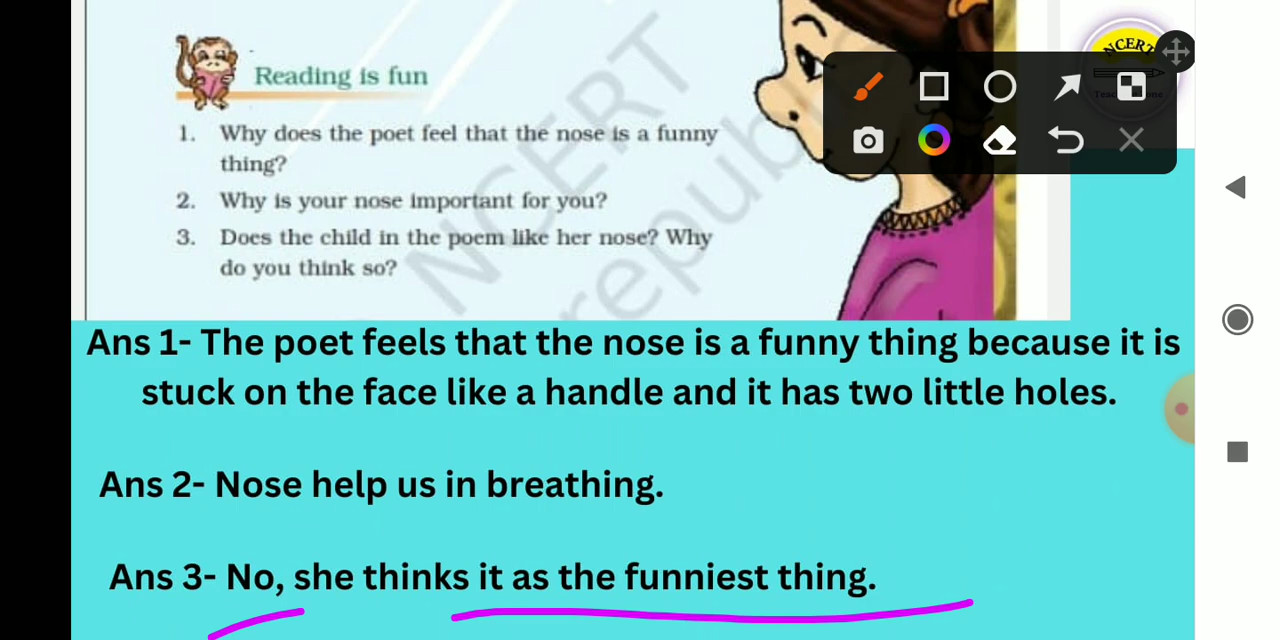 NCERT
Reading is fun
1. Why does the poet feel that the nose is a funny
thing?
2. Why is your nose important for you?
3. Does the child in the poem like her nose? Why
do you think so?
NCERT
republi
Ans 1- The poet feels that the nose is a funny thing because it is
stuck on the face like a handle and it has two little holes.
Ans 2- Nose help us in breathing.
Ans 3- No, she thinks it as the funniest thing.